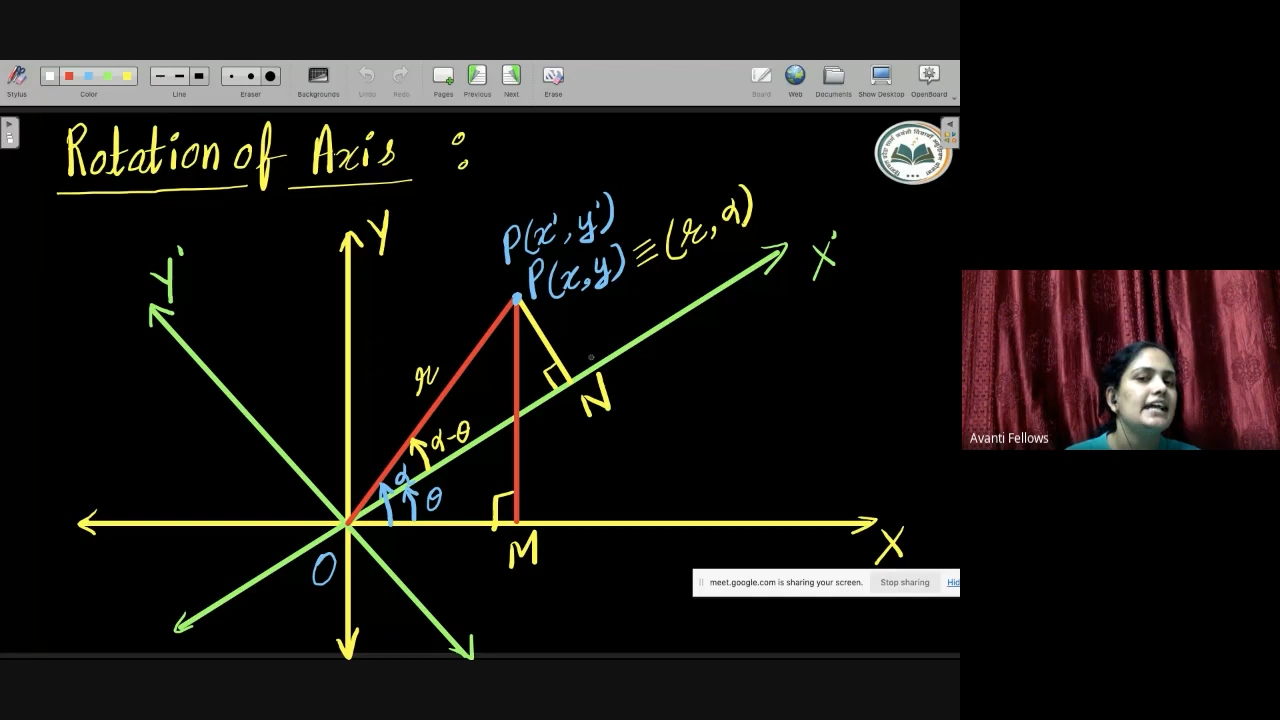 Stylus
Color
Line
Eraser
Backgrounds
Undo
Redo
Pages
Previous
Next
Erase
Board
Web
Documents
Show Desktop
OpenBoard
Rotation of Axis :
Y
P(x', y')
P(x, y) ≡ (r, α)
Y'
X'
r
N
α-θ
α
θ
M
X
O
Avanti Fellows
meet.google.com is sharing your screen.
Stop sharing
Hid